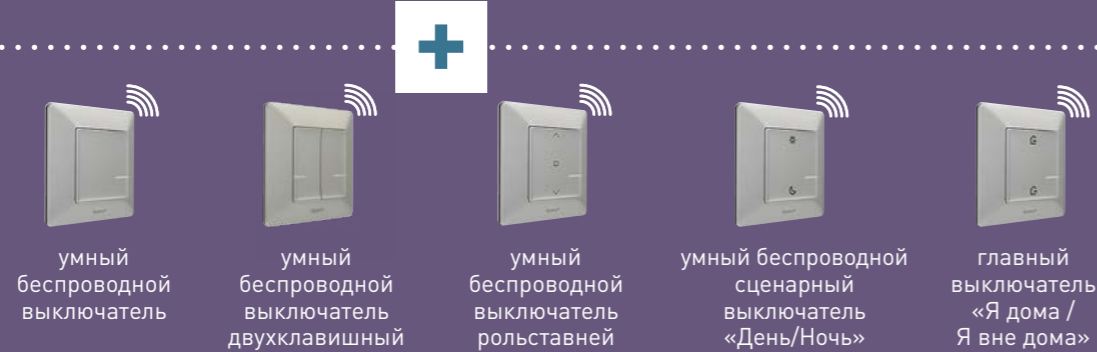 умный
беспроводной
выключатель
умный
беспроводной
выключатель
двухклавишный
умный
беспроводной
выключатель
рольставней
умный беспроводной
сценарный
выключатель
«День/Ночь»
главный
выключатель
«Я дома /
Я вне дома»